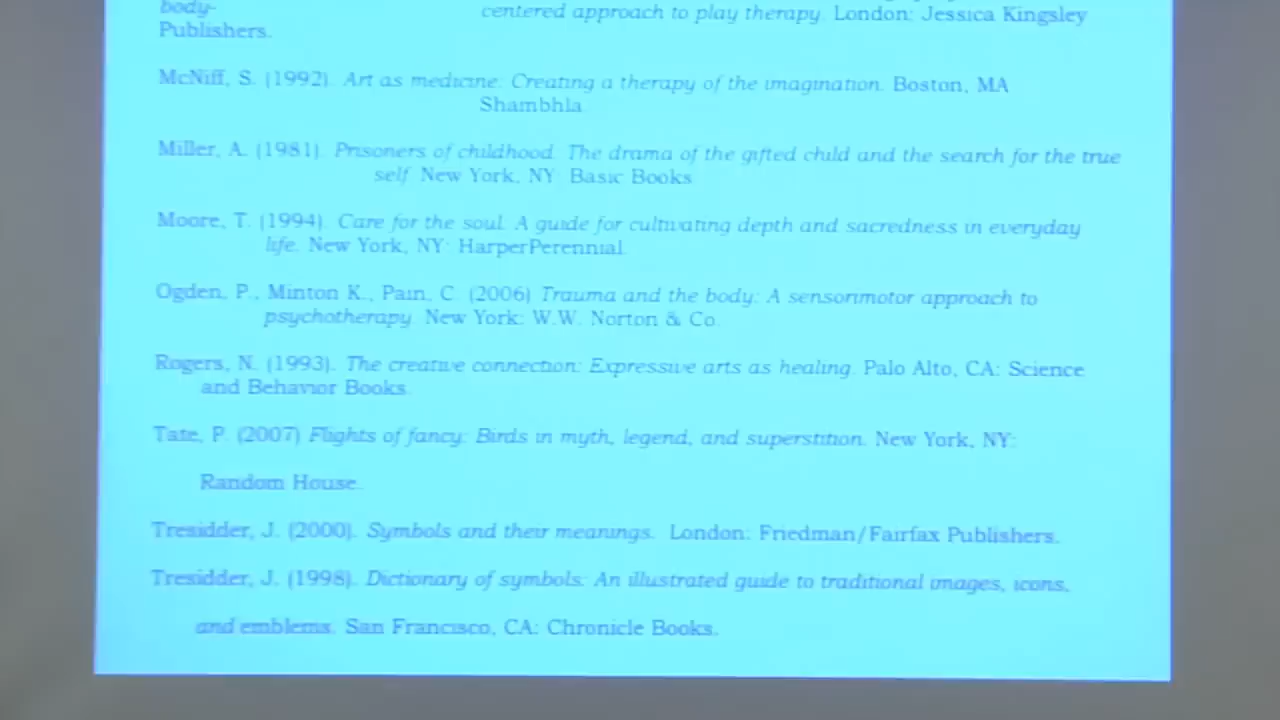 body- centered approach to play therapy. London: Jessica Kingsley
Publishers.
McNiff, S. (1992). Art as medicine: Creating a therapy of the imagination. Boston, MA
Shambhla.
Miller, A. (1981). Prisoners of childhood: The drama of the gifted child and the search for the true
self. New York, NY: Basic Books
Moore, T. (1994). Care for the soul: A guide for cultivating depth and sacredness in everyday
life. New York, NY: HarperPerennial.
Ogden, P., Minton K., Pain, C. (2006) Trauma and the body: A sensorimotor approach to
psychotherapy. New York: W.W. Norton & Co.
Rogers, N. (1993). The creative connection: Expressive arts as healing. Palo Alto, CA: Science
and Behavior Books.
Tate, P. (2007) Flights of fancy: Birds in myth, legend, and superstition. New York, NY:
Random House.
Tresidder, J. (2000). Symbols and their meanings. London: Friedman/Fairfax Publishers.
Tresidder, J. (1998). Dictionary of symbols: An illustrated guide to traditional images, icons,
and emblems. San Francisco, CA: Chronicle Books.